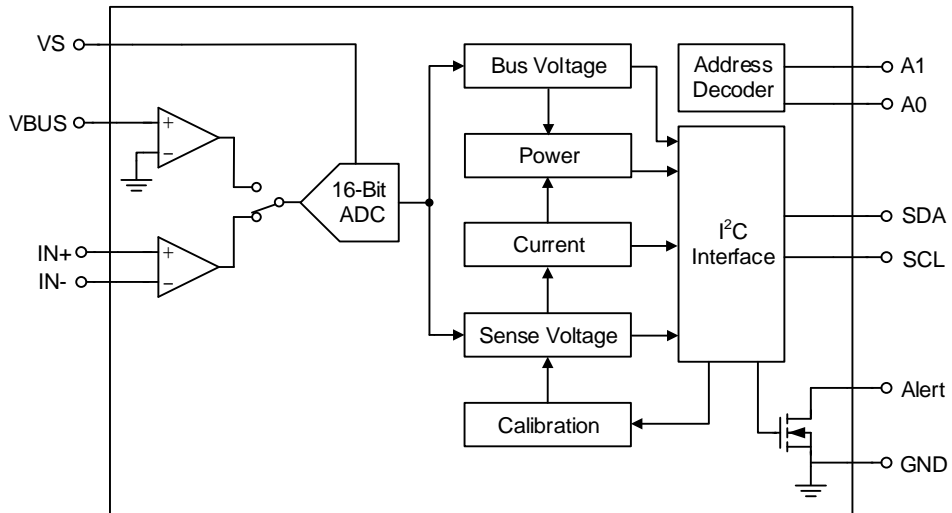 VS
VBUS
+
−
IN+
IN-
+
−
16-Bit
ADC
Bus Voltage
Power
Current
Sense Voltage
Calibration
Address
Decoder
I²C
Interface
A1
A0
SDA
SCL
Alert
GND